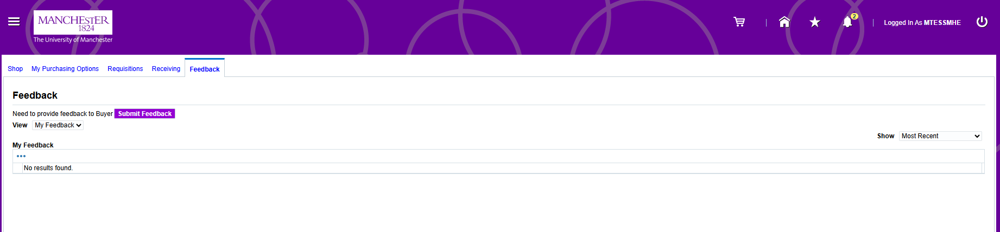 MANCHESTER
1824
The University of Manchester
2
Logged In As MTESSMHE
Shop My Purchasing Options Requisitions Receiving Feedback
Feedback
Need to provide feedback to Buyer Submit Feedback
View My Feedback
Show Most Recent
My Feedback
No results found.